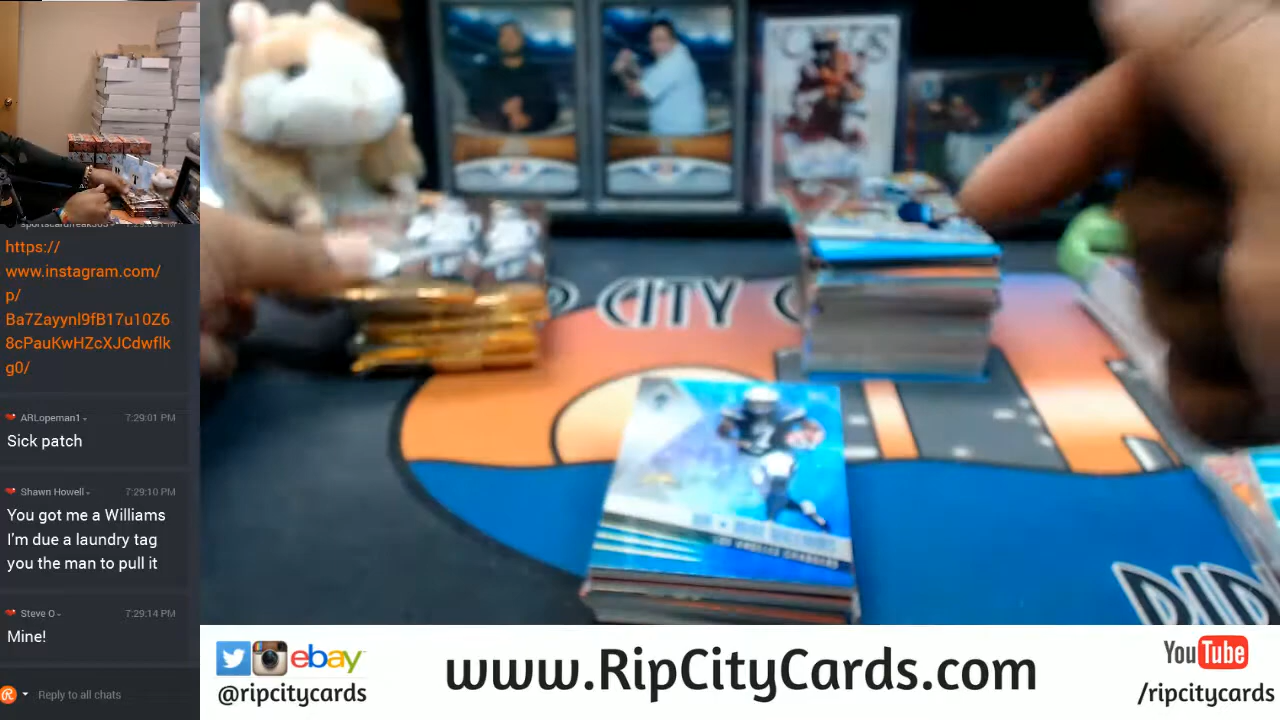 https://
www.instagram.com/
p/
Ba7Zayynl9fB17u10Z6
8cPauKwHZcXJCdwflk
g0/
ARLopeman1 7:29:01 PM
Sick patch
Shawn Howell 7:29:10 PM
You got me a Williams
I'm due a laundry tag
you the man to pull it
Steve O 7:29:14 PM
Mine!
Reply to all chats
CITY
LOS ANGELES CHARGERS
ebay
@ripcitycards
www.RipCityCards.com
YouTube
/ripcitycards